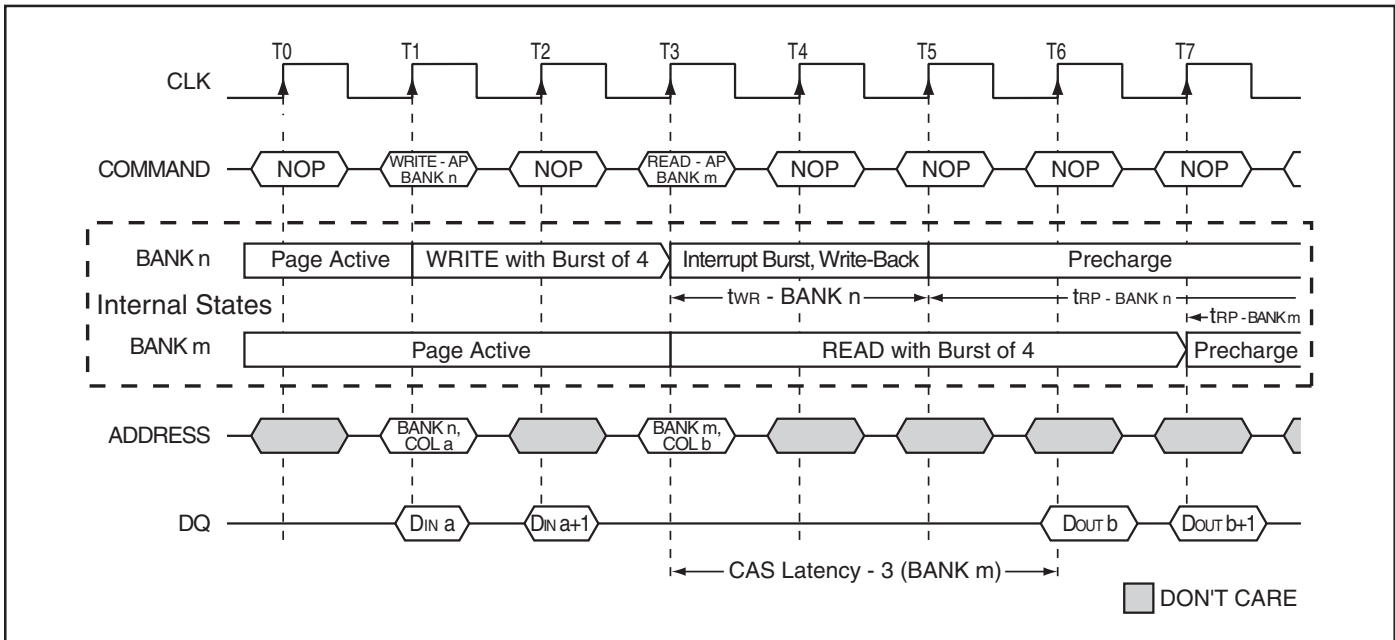 T0 T1 T2 T3 T4 T5 T6 T7
CLK
COMMAND NOP WRITE - AP BANK n NOP READ - AP BANK m NOP NOP NOP NOP
BANK n Page Active WRITE with Burst of 4 Interrupt Burst, Write-Back Precharge
tWR - BANK n tRP - BANK n
Internal States
tRP - BANK m
BANK m Page Active READ with Burst of 4 Precharge
ADDRESS BANK n, COL a BANK m, COL b
DQ DIN a DIN a+1 DOUT b DOUT b+1
CAS Latency - 3 (BANK m)
DON'T CARE